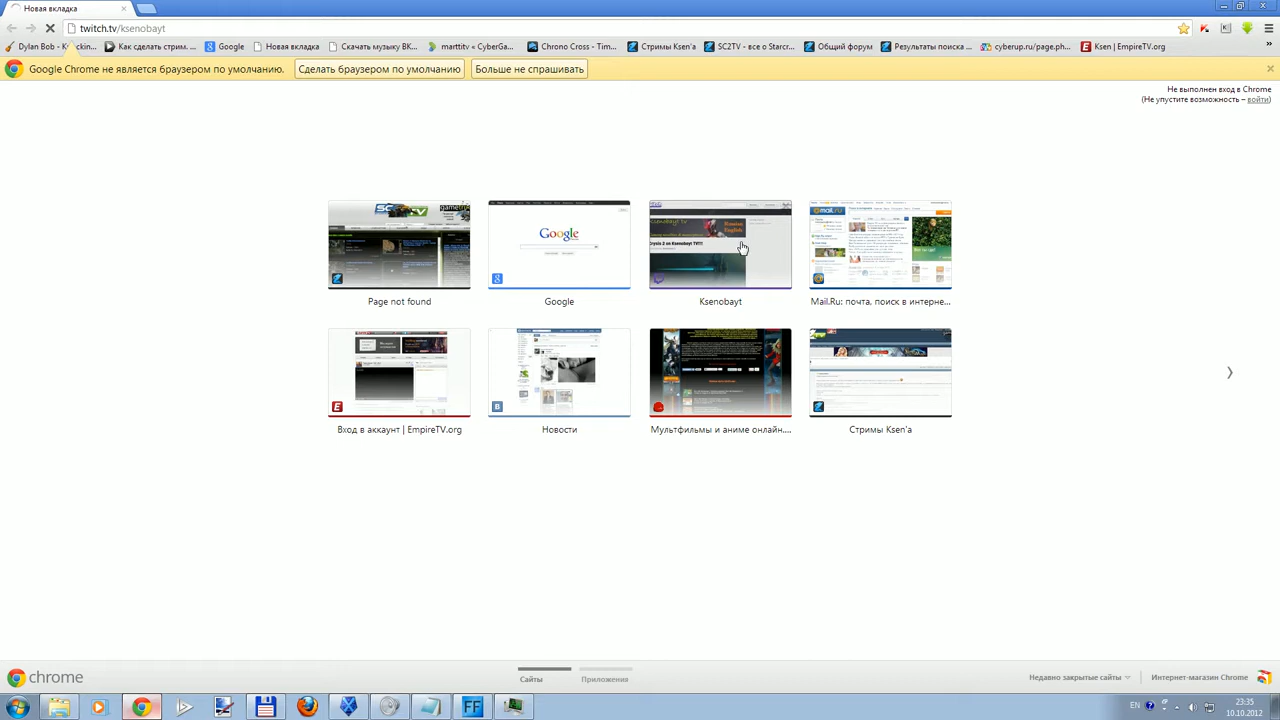 Новая вкладка
twitch.tv/ksenobayt
Как сделать стрим....
Google
Новая вкладка
Скачать музыку ВК...
marttitv « CyberGa...
Chrono Cross - Tim...
Стримы Ksen'a
SC2TV - все о Starcr...
Общий форум
Результаты поиска ...
cyberup.ru/page.ph...
Ksen | EmpireTV.org
»
Google Chrome не является браузером по умолчанию.
Сделать браузером по умолчанию
Больше не спрашивать
Не выполнен вход в Chrome
(Не упустите возможность – войти)
Google
Page not found
Google
Ksenobayt
Mail.Ru: почта, поиск в интерне...
Вход в аккаунт | EmpireTV.org
Новости
Мультфильмы и аниме онлайн....
Стримы Ksen'a
chrome
Сайты
Приложения
Недавно закрытые сайты
Интернет-магазин Chrome
FF
EN
23:35
10.10.2012